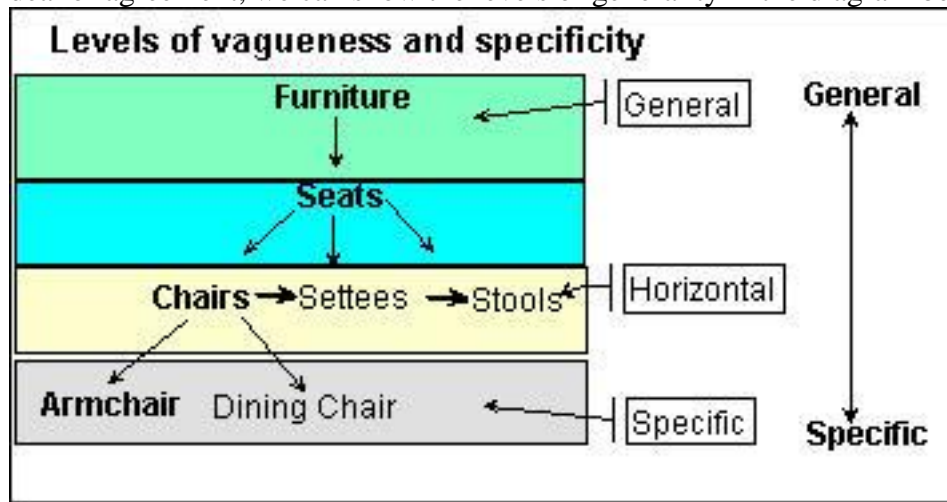 Levels of vagueness and specificity
Furniture
General
General
Seats
Chairs Settees Stools
Horizontal
Armchair Dining Chair
Specific
Specific